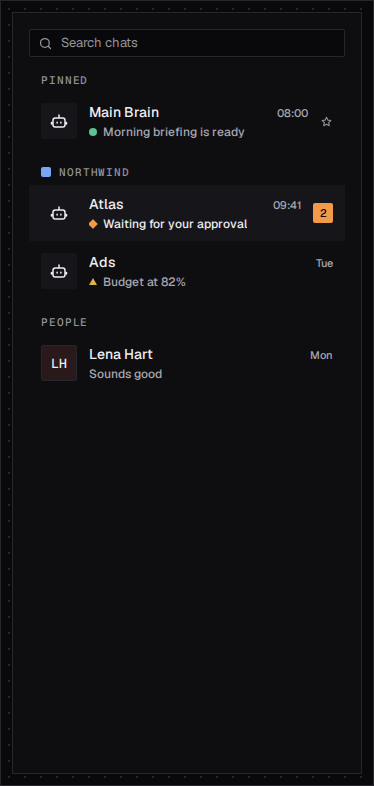 Search chats
PINNED
Main Brain 08:00
Morning briefing is ready
NORTHWIND
Atlas 09:41 2
Waiting for your approval
Ads Tue
Budget at 82%
PEOPLE
LH Lena Hart Mon
Sounds good